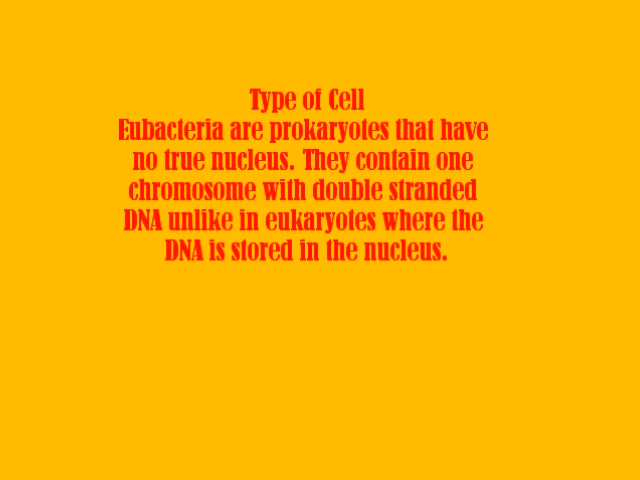 Type of Cell
Eubacteria are prokaryotes that have
no true nucleus. They contain one
chromosome with double stranded
DNA unlike in eukaryotes where the
DNA is stored in the nucleus.